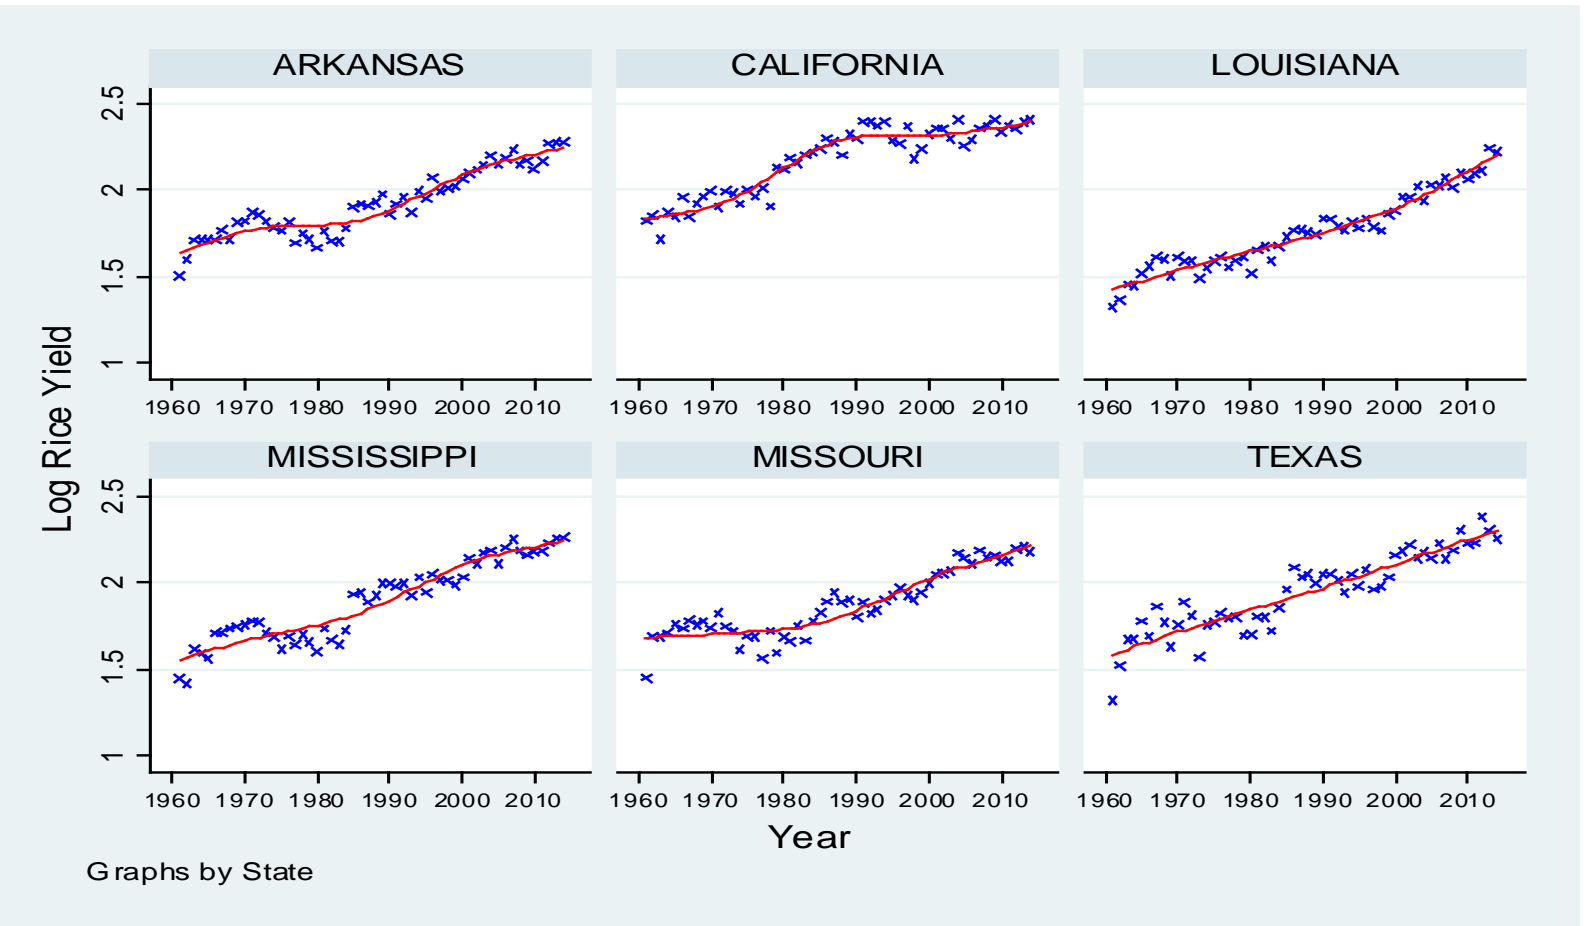 ARKANSAS CALIFORNIA LOUISIANA
2.5
2
1.5
1
1960 1970 1980 1990 2000 2010 1960 1970 1980 1990 2000 2010 1960 1970 1980 1990 2000 2010
MISSISSIPPI MISSOURI TEXAS
2.5
2
1.5
1
1960 1970 1980 1990 2000 2010 1960 1970 1980 1990 2000 2010 1960 1970 1980 1990 2000 2010
Log Rice Yield
Year
Graphs by State